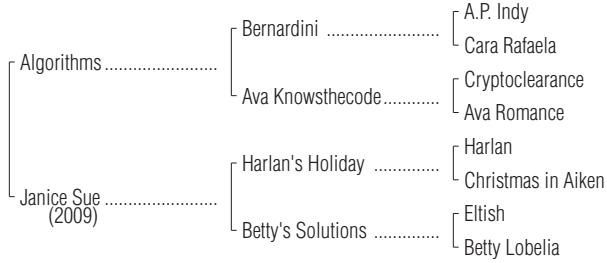 A.P. Indy
Bernardini ......................
Cara Rafaela
Algorithms ......................
Cryptoclearance
Ava Knowsthecode...........
Ava Romance
Harlan
Harlan's Holiday .............
Christmas in Aiken
Janice Sue ......................
(2009)
Eltish
Betty's Solutions .............
Betty Lobelia